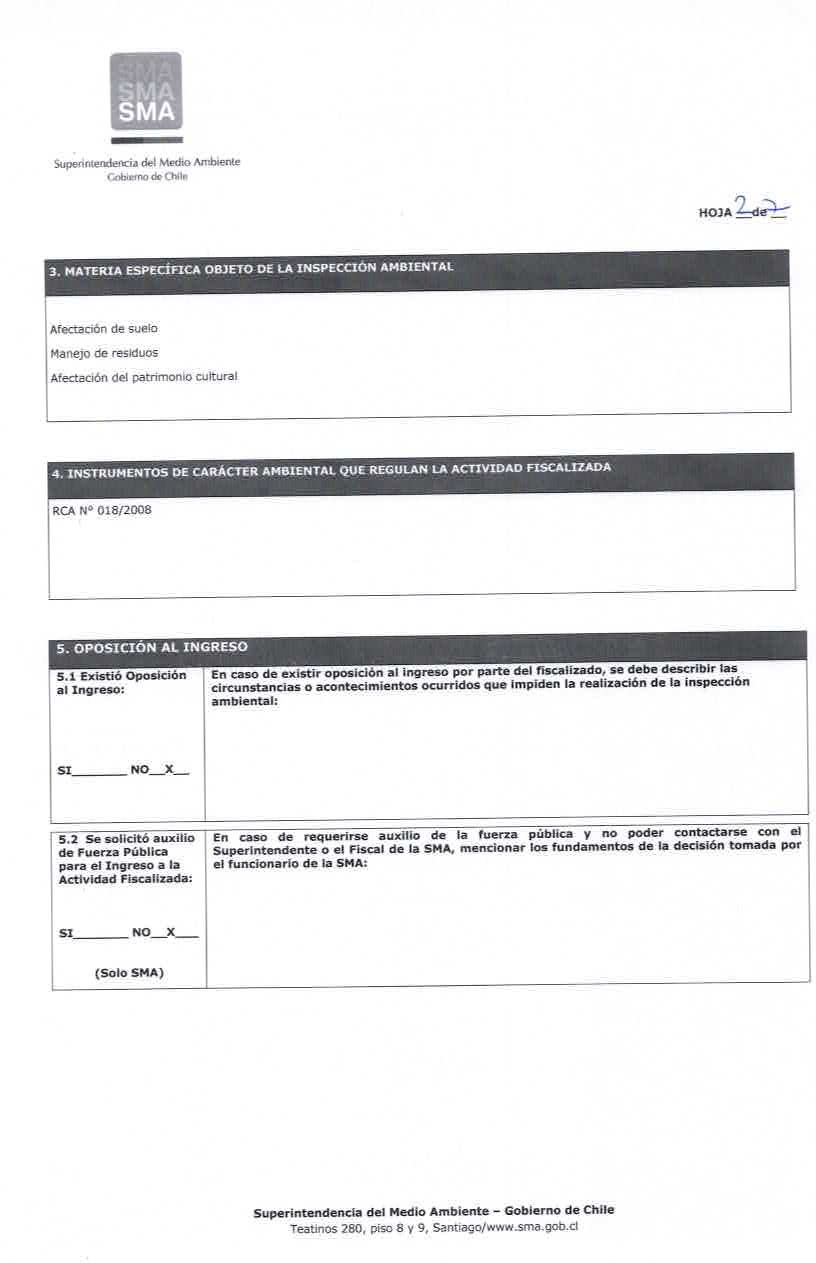 SMA
SMA
SMA
Superintendencia del Medio Ambiente
Gobierno de Chile
HOJA 2 de 7
3. MATERIA ESPECÍFICA OBJETO DE LA INSPECCIÓN AMBIENTAL
Afectación de suelo
Manejo de residuos
Afectación del patrimonio cultural
4. INSTRUMENTOS DE CARÁCTER AMBIENTAL QUE REGULAN LA ACTIVIDAD FISCALIZADA
RCA Nº 018/2008
5. OPOSICIÓN AL INGRESO
5.1 Existió Oposición
al Ingreso:
SI________ NO__X__
En caso de existir oposición al ingreso por parte del fiscalizado, se debe describir las
circunstancias o acontecimientos ocurridos que impiden la realización de la inspección
ambiental:
5.2 Se solicitó auxilio
de Fuerza Pública
para el Ingreso a la
Actividad Fiscalizada:
SI________ NO__X___
(Solo SMA)
En caso de requerirse auxilio de la fuerza pública y no poder contactarse con el
Superintendente o el Fiscal de la SMA, mencionar los fundamentos de la decisión tomada por
el funcionario de la SMA:
Superintendencia del Medio Ambiente – Gobierno de Chile
Teatinos 280, piso 8 y 9, Santiago/www.sma.gob.cl